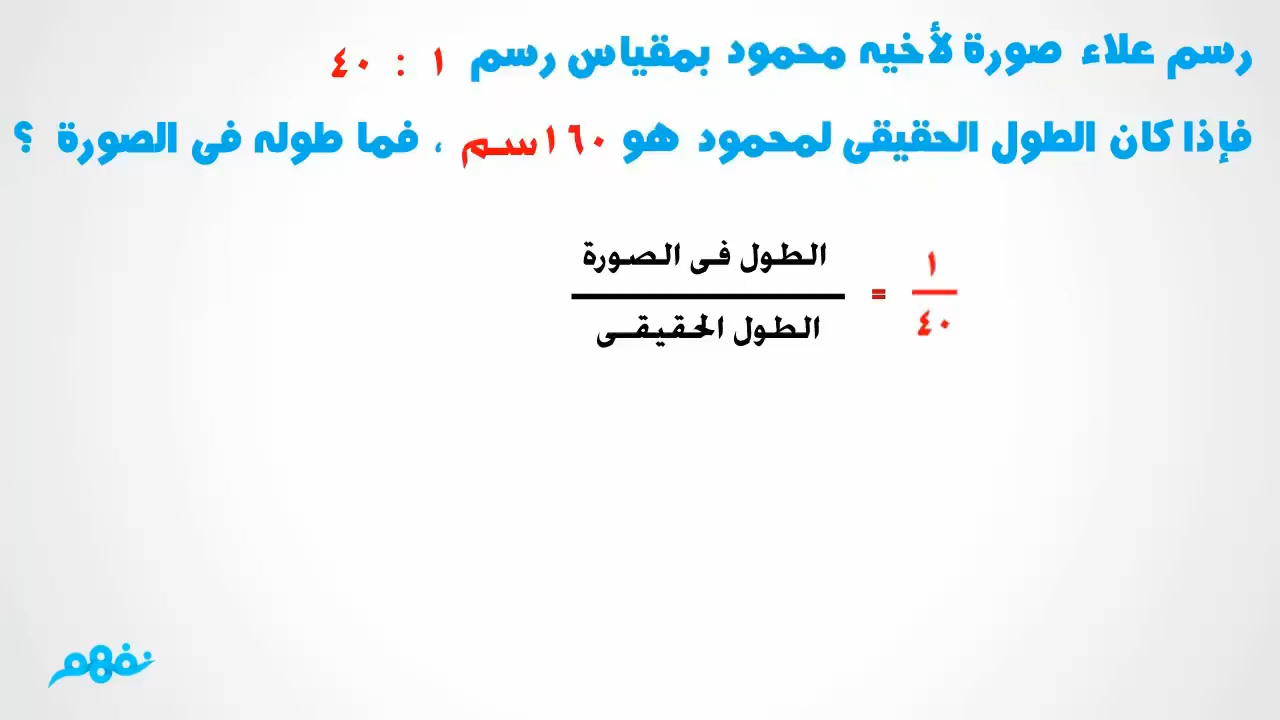 رسم علاء صورة لأخيه محمود بمقياس رسم ١ : ٤٠
فإذا كان الطول الحقيقى لمحمود هو ١٦٠سم ، فما طوله فى الصورة ؟
١
٤٠
=
الطول فى الصورة
الطول الحقيقى
نفهم